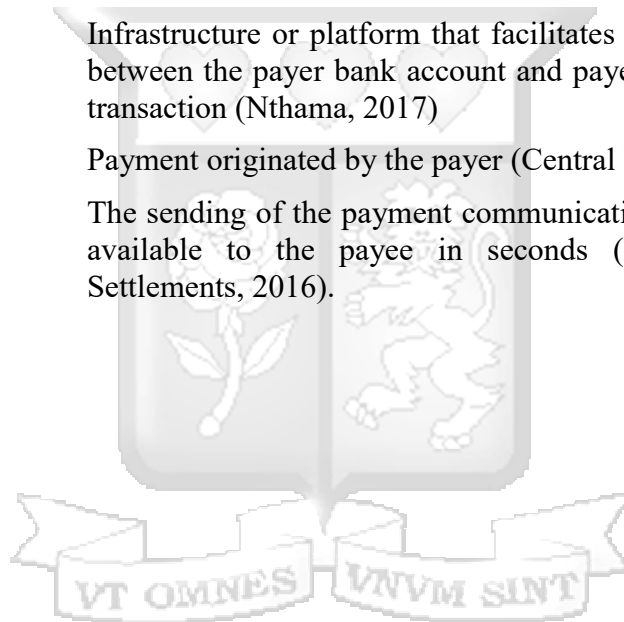 Infrastructure or platform that facilitates
between the payer bank account and paye
transaction (Nthama, 2017)
Payment originated by the payer (Central
The sending of the payment communicati
available to the payee in seconds (
Settlements, 2016).
VT OMNES VNVM SINT